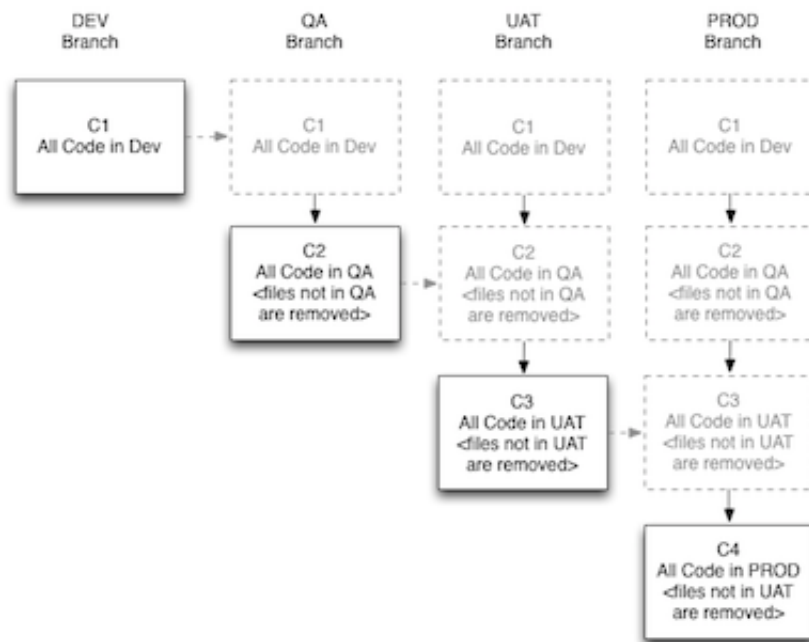 DEV
Branch
QA
Branch
UAT
Branch
PROD
Branch
C1
All Code in Dev
C1
All Code in Dev
C1
All Code in Dev
C1
All Code in Dev
C2
All Code in QA
<files not in QA
are removed>
C2
All Code in QA
<files not in QA
are removed>
C2
All Code in QA
<files not in QA
are removed>
C3
All Code in UAT
<files not in UAT
are removed>
C3
All Code in UAT
<files not in UAT
are removed>
C4
All Code in PROD
<files not in UAT
are removed>